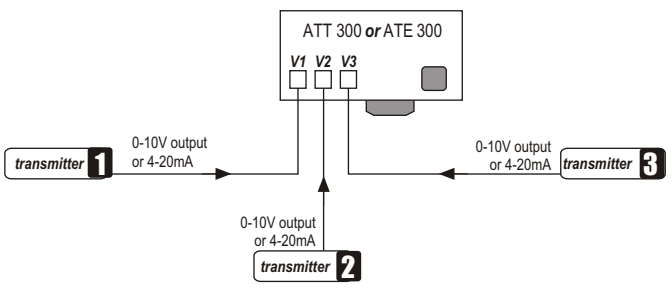 ATT 300 or ATE 300
V1 V2 V3
0-10V output
or 4-20mA
transmitter 1
0-10V output
or 4-20mA
transmitter 3
0-10V output
or 4-20mA
transmitter 2